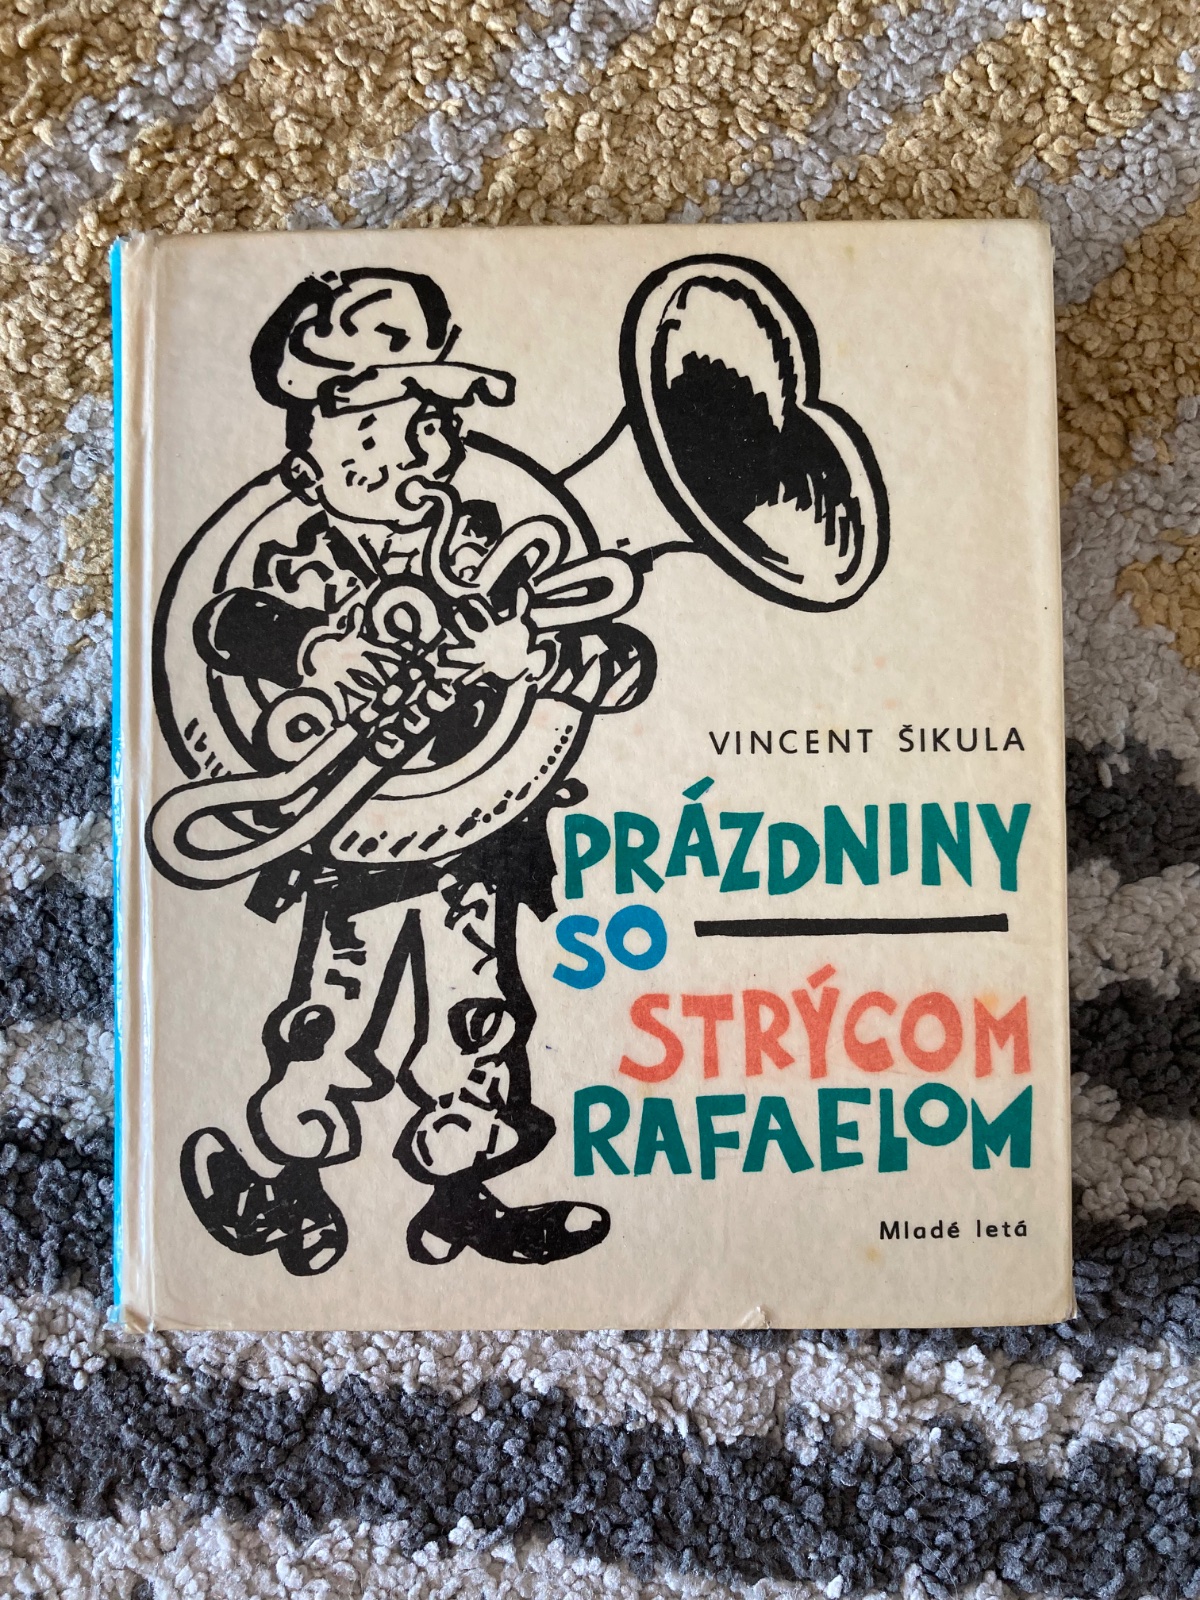 VINCENT ŠIKULA
PRÁZDNINY
SO
STRÝCOM
RAFAELOM
Mladé letá